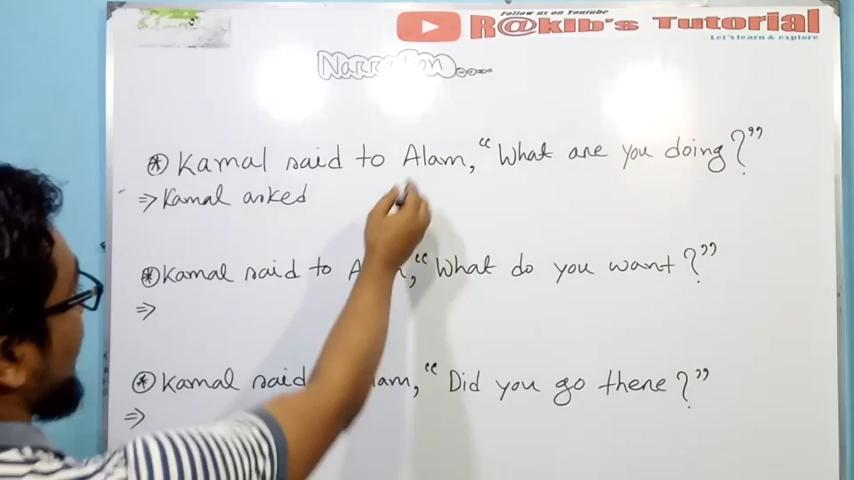 Follow us on Youtube
R@kib's Tutorial
Let's learn & explore
Narration...
* Kamal said to Alam, "What are you doing?"
⇒ Kamal asked
* Kamal said to "What do you want?"
⇒
* Kamal said "Did you go there?"
⇒